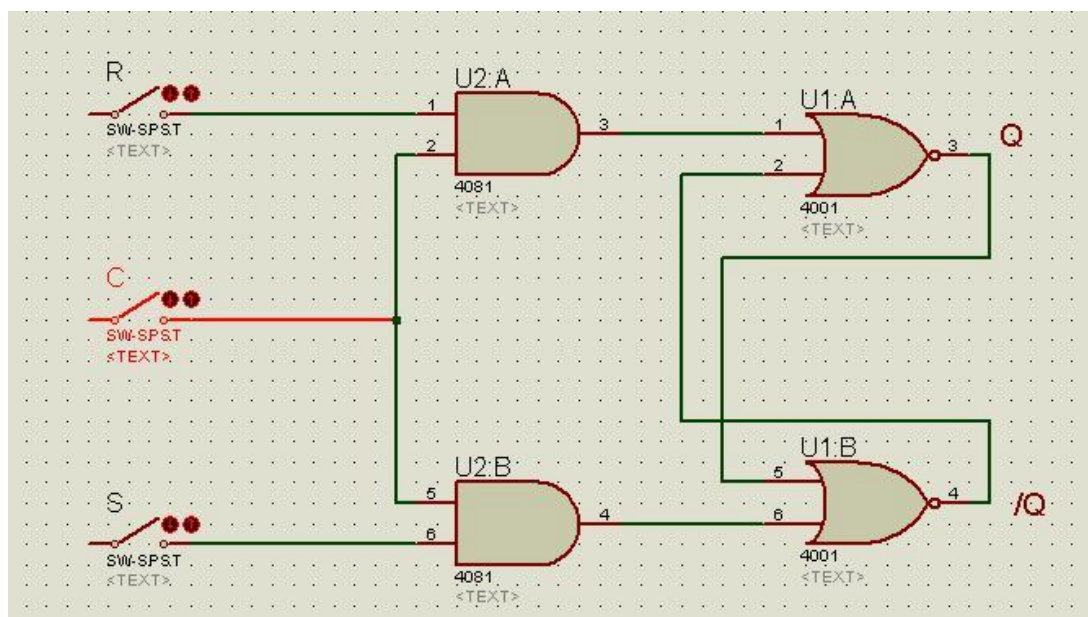 R
SW-SPST
<TEXT>
C
SW-SPST
<TEXT>
S
SW-SPST
<TEXT>
U2:A
1
2
3
4081
<TEXT>
U2:B
5
6
4
4081
<TEXT>
U1:A
1
2
3
4001
<TEXT>
Q
U1:B
5
6
4
4001
<TEXT>
/Q